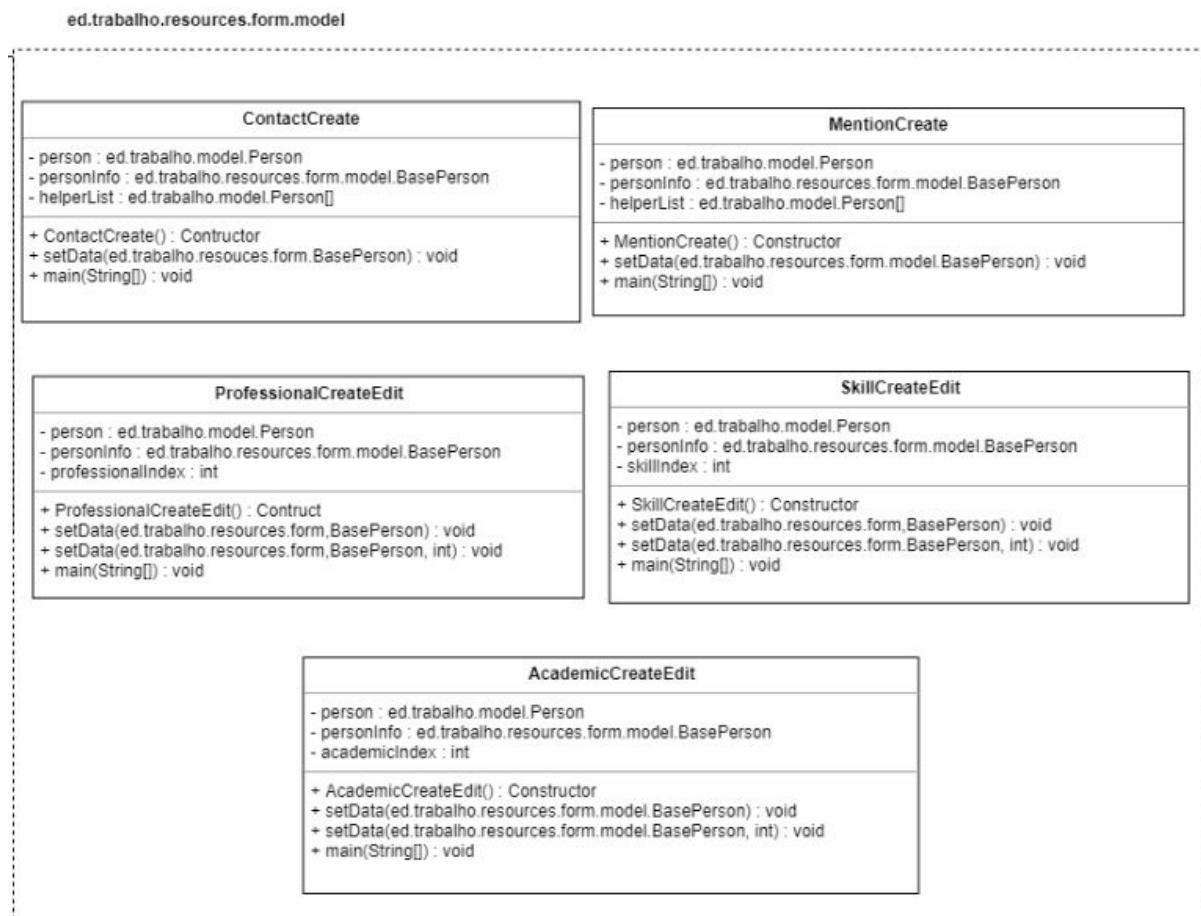 ed.trabalho.resources.form.model
ContactCreate
- person : ed.trabalho.model.Person
- personInfo : ed.trabalho.resources.form.model.BasePerson
- helperList : ed.trabalho.model.Person[]
+ ContactCreate() : Contructor
+ setData(ed.trabalho.resouces.form.BasePerson) : void
+ main(String[]) : void
MentionCreate
- person : ed.trabalho.model.Person
- personInfo : ed.trabalho.resources.form.model.BasePerson
- helperList : ed.trabalho.model.Person[]
+ MentionCreate() : Constructor
+ setData(ed.trabalho.resources.form.model.BasePerson) : void
+ main(String[]) : void
ProfessionalCreateEdit
- person : ed.trabalho.model.Person
- personInfo : ed.trabalho.resources.form.model.BasePerson
- professionalIndex : int
+ ProfessionalCreateEdit() : Contruct
+ setData(ed.trabalho.resources.form,BasePerson) : void
+ setData(ed.trabalho.resources.form,BasePerson, int) : void
+ main(String[]) : void
SkillCreateEdit
- person : ed.trabalho.model.Person
- personInfo : ed.trabalho.resources.form.model.BasePerson
- skillIndex : int
+ SkillCreateEdit() : Constructor
+ setData(ed.trabalho.resources.form,BasePerson) : void
+ setData(ed.trabalho.resources.form.BasePerson, int) : void
+ main(String[]) : void
AcademicCreateEdit
- person : ed.trabalho.model.Person
- personInfo : ed.trabalho.resources.form.model.BasePerson
- academicIndex : int
+ AcademicCreateEdit() : Constructor
+ setData(ed.trabalho.resources.form.model.BasePerson) : void
+ setData(ed.trabalho.resources.form.model.BasePerson, int) : void
+ main(String[]) : void